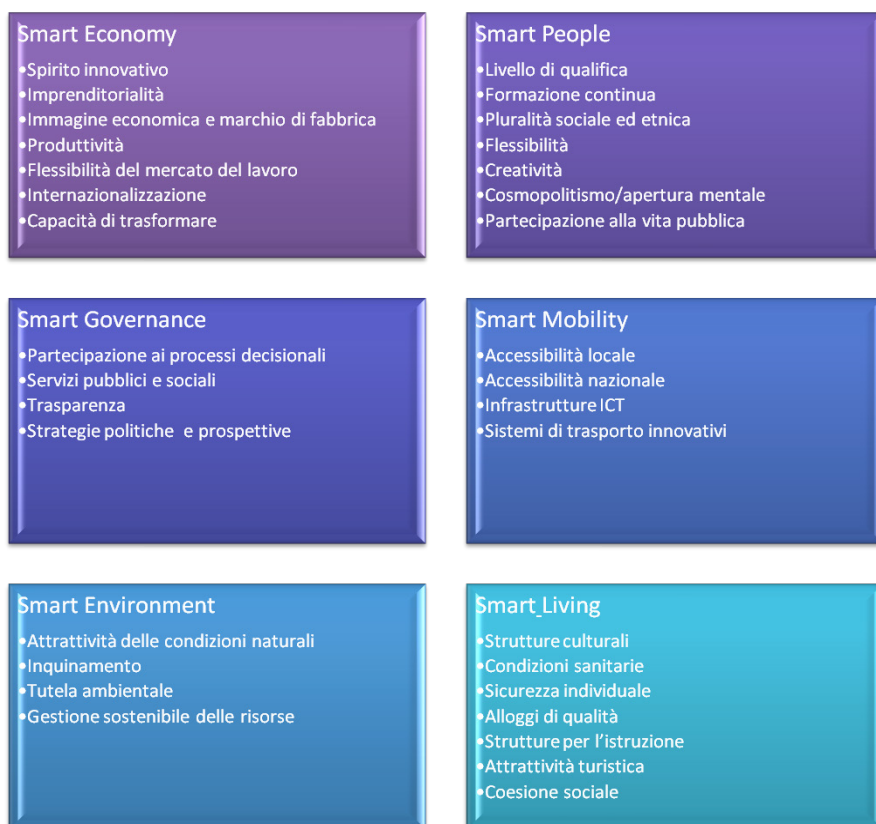 Smart Economy
•Spirito innovativo
•Imprenditorialità
•Immagine economica e marchio di fabbrica
•Produttività
•Flessibilità del mercato del lavoro
•Internazionalizzazione
•Capacità di trasformare
Smart People
•Livello di qualifica
•Formazione continua
•Pluralità sociale ed etnica
•Flessibilità
•Creatività
•Cosmopolitismo/apertura mentale
•Partecipazione alla vita pubblica
Smart Governance
•Partecipazione ai processi decisionali
•Servizi pubblici e sociali
•Trasparenza
•Strategie politiche e prospettive
Smart Mobility
•Accessibilità locale
•Accessibilità nazionale
•Infrastrutture ICT
•Sistemi di trasporto innovativi
Smart Environment
•Attrattività delle condizioni naturali
•Inquinamento
•Tutela ambientale
•Gestione sostenibile delle risorse
Smart_Living
•Strutture culturali
•Condizioni sanitarie
•Sicurezza individuale
•Alloggi di qualità
•Strutture per l'istruzione
•Attrattività turistica
•Coesione sociale